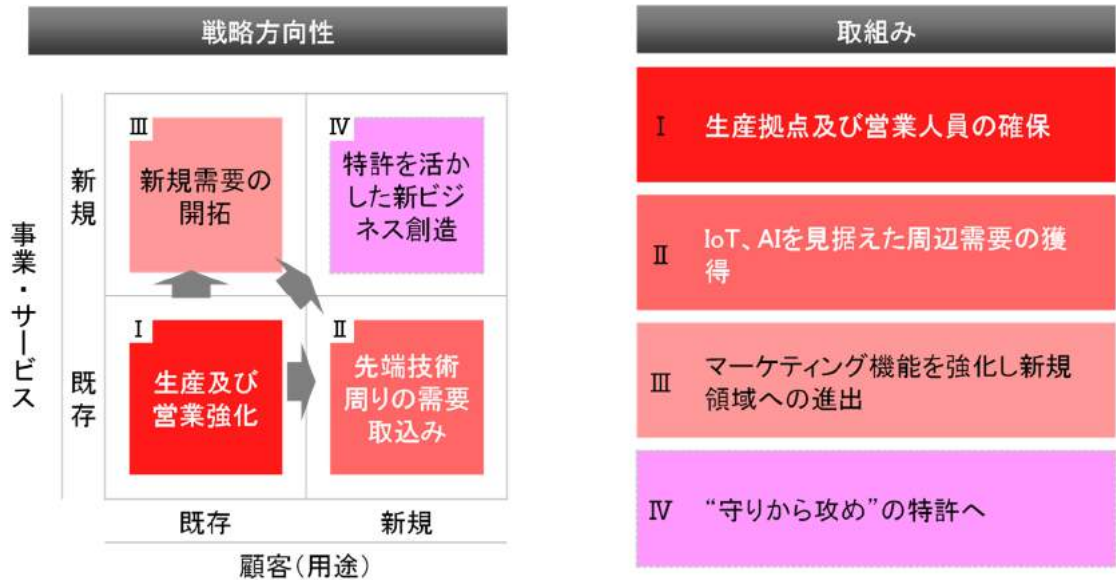 戦略方向性
事業・サービス
新規
既存
Ⅲ
新規需要の
開拓
Ⅳ
特許を活か
した新ビジ
ネス創造
Ⅰ
生産及び
営業強化
Ⅱ
先端技術
周りの需要
取込み
既存
新規
顧客(用途)
取組み
Ⅰ 生産拠点及び営業人員の確保
Ⅱ IoT、AIを見据えた周辺需要の獲
得
Ⅲ マーケティング機能を強化し新規
領域への進出
Ⅳ “守りから攻め”の特許へ